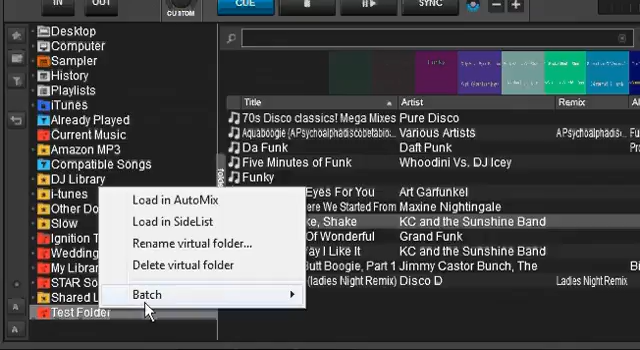 IN OUT CUSTOM CUE SYNC
Desktop
Computer
Sampler
History
Playlists
iTunes
Already Played
Current Music
Amazon MP3
Compatible Songs
DJ Library
i-tunes
Other Do
Slow
Ignition T
Wedding
My Libra
STAR So
Shared L
Test Folder
Load in AutoMix
Load in SideList
Rename virtual folder...
Delete virtual folder
Batch
folders
Title Artist Remix Al
70s Disco classics! Mega Mixes Pure Disco
Various Artists
Da Funk Daft Punk
Five Minutes of Funk Whoodini Vs. DJ Icey
Funky
Eyes For You Art Garfunkel
ere We Started From Maxine Nightingale
ke, Shake KC and the Sunshine Band
Of Wonderful Grand Funk
ay I Like It KC and the Sunshine Band
utt Boogie, Part 1 Jimmy Castor Bunch, The
(ladies Night Remix) Disco D Ladies Night Remix